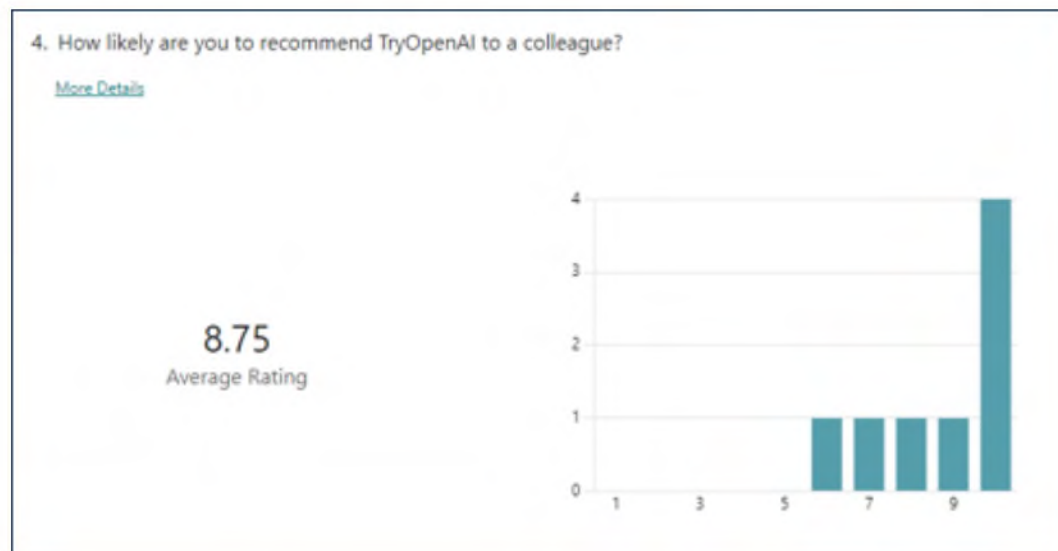 4. How likely are you to recommend TryOpenAI to a colleague?
More Details
4
3
8.75
2
Average Rating
1
0
1 3 5 7 9